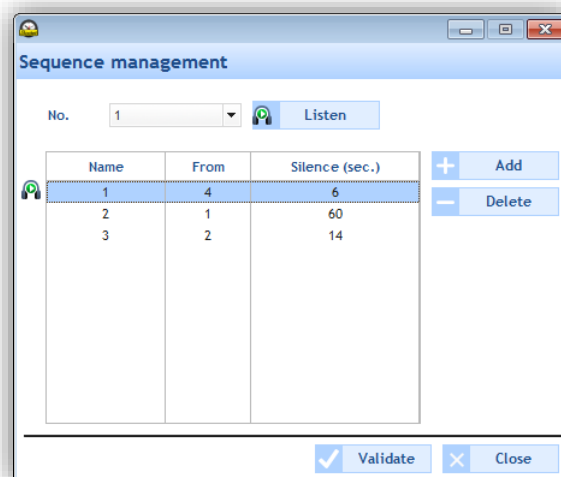 Sequence management
No. 1 Listen
Name From Silence (sec.)
1 4 6
2 1 60
3 2 14
Add
Delete
Validate Close